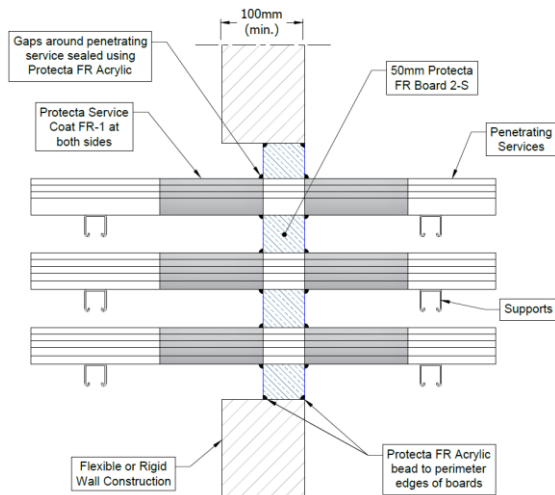 100mm
(min.)
Gaps around penetrating
service sealed using
Protecta FR Acrylic
50mm Protecta
FR Board 2-S
Protecta Service
Coat FR-1 at
both sides
Penetrating
Services
Supports
Flexible or Rigid
Wall Construction
Protecta FR Acrylic
bead to perimeter
edges of boards